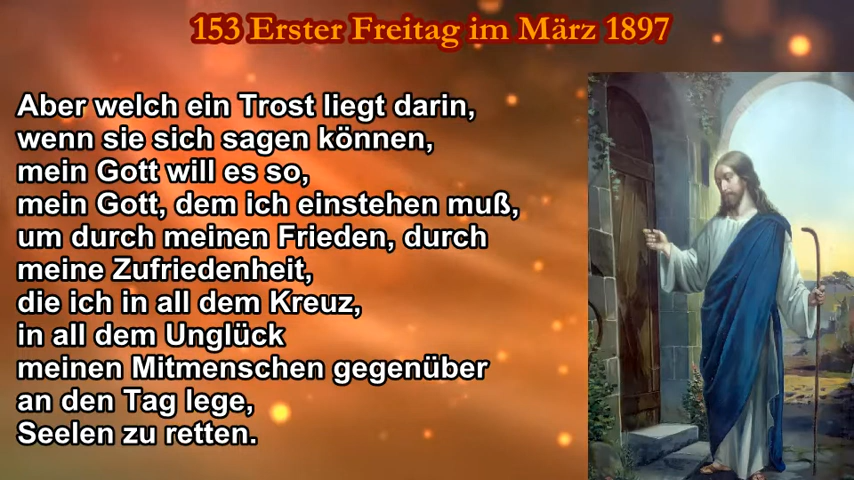 153 Erster Freitag im März 1897
Aber welch ein Trost liegt darin,
wenn sie sich sagen können,
mein Gott will es so,
mein Gott, dem ich einstehen muß,
um durch meinen Frieden, durch
meine Zufriedenheit,
die ich in all dem Kreuz,
in all dem Unglück
meinen Mitmenschen gegenüber
an den Tag lege,
Seelen zu retten.